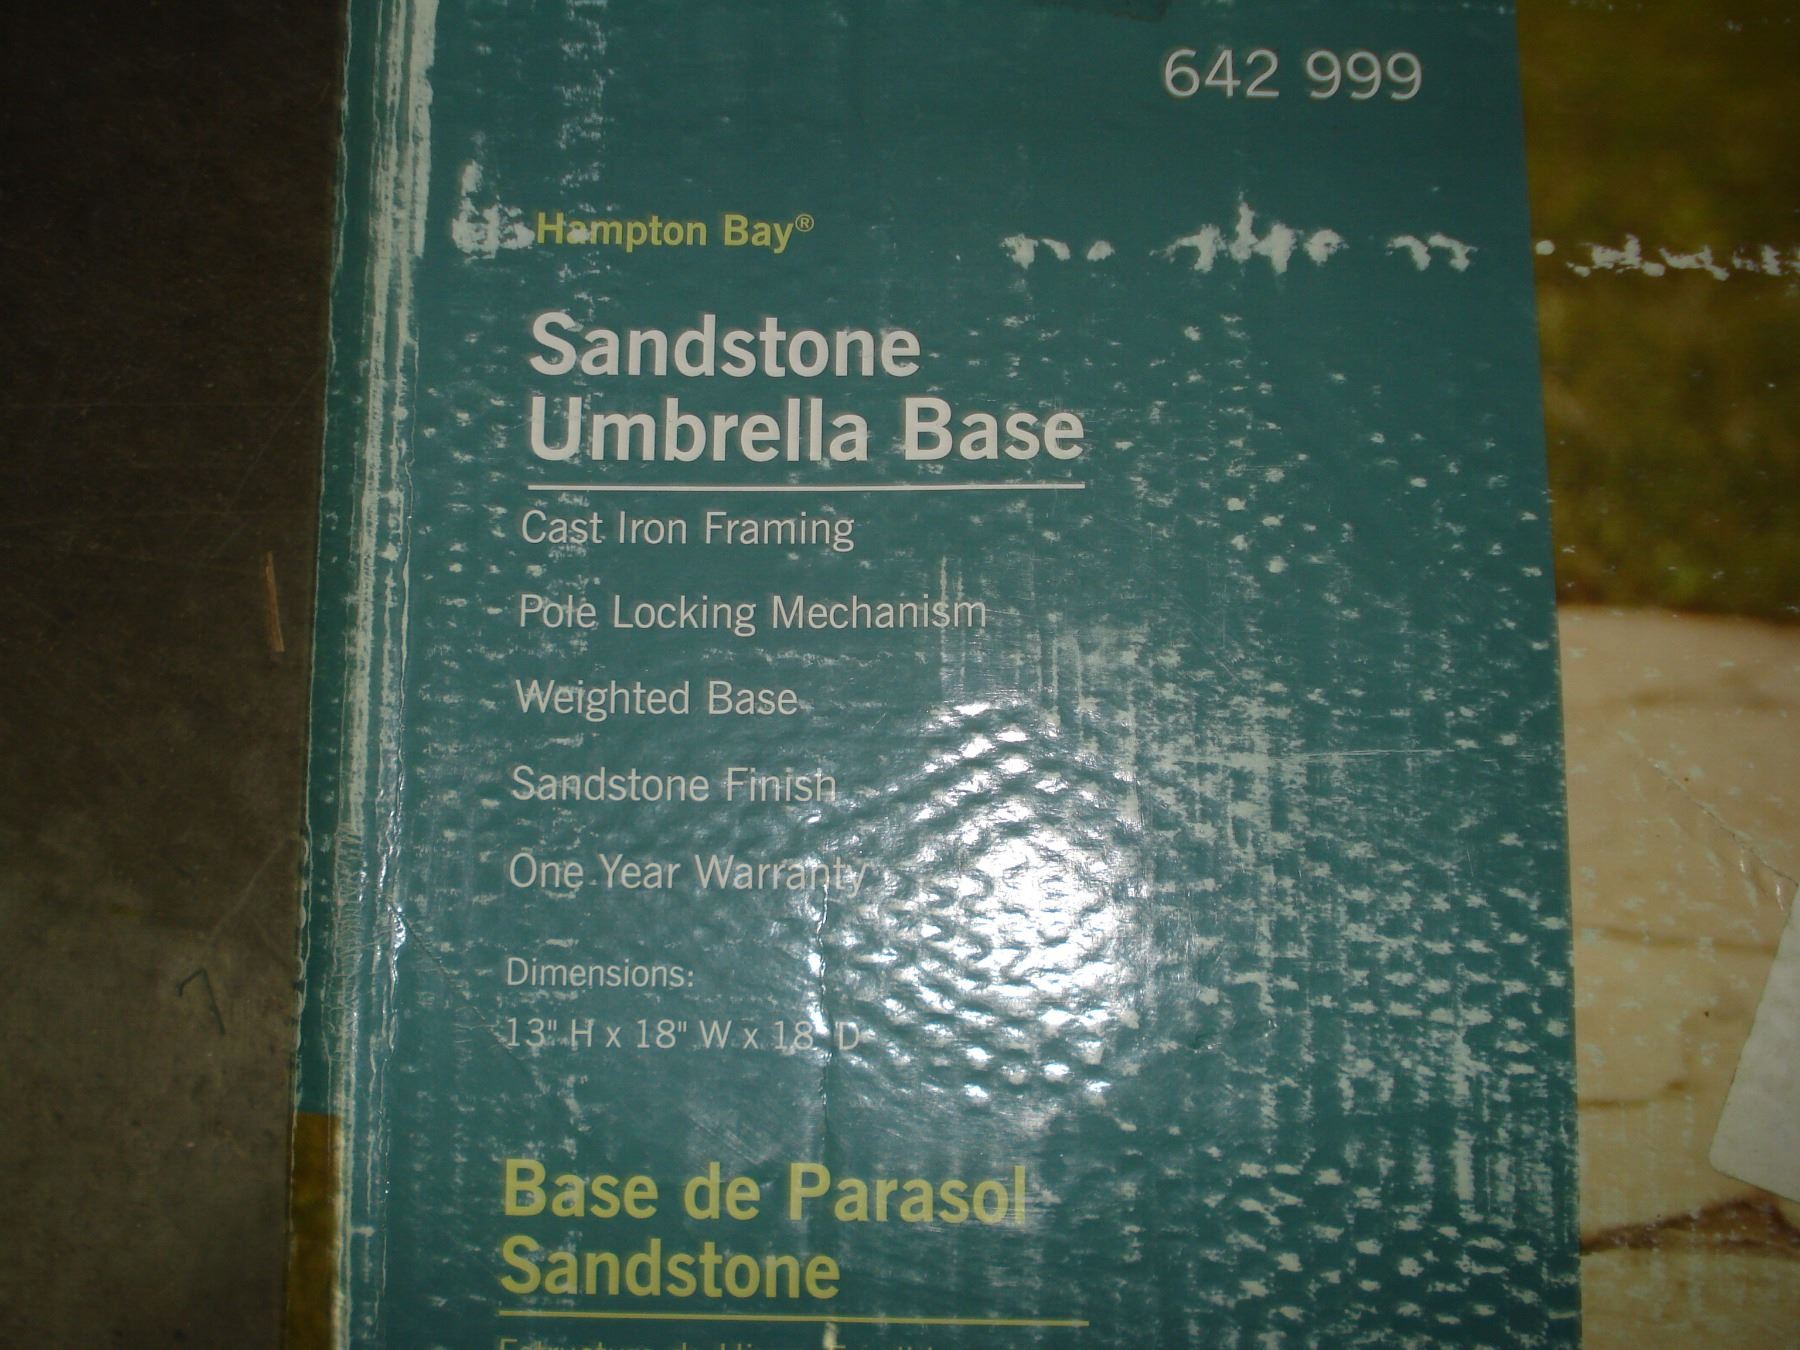 642 999
Hampton Bay®
Sandstone
Umbrella Base
Cast Iron Framing
Pole Locking Mechanism
Weighted Base
Sandstone Finish
One Year Warranty
Dimensions:
13" H x 18" W x 18" D
Base de Parasol
Sandstone